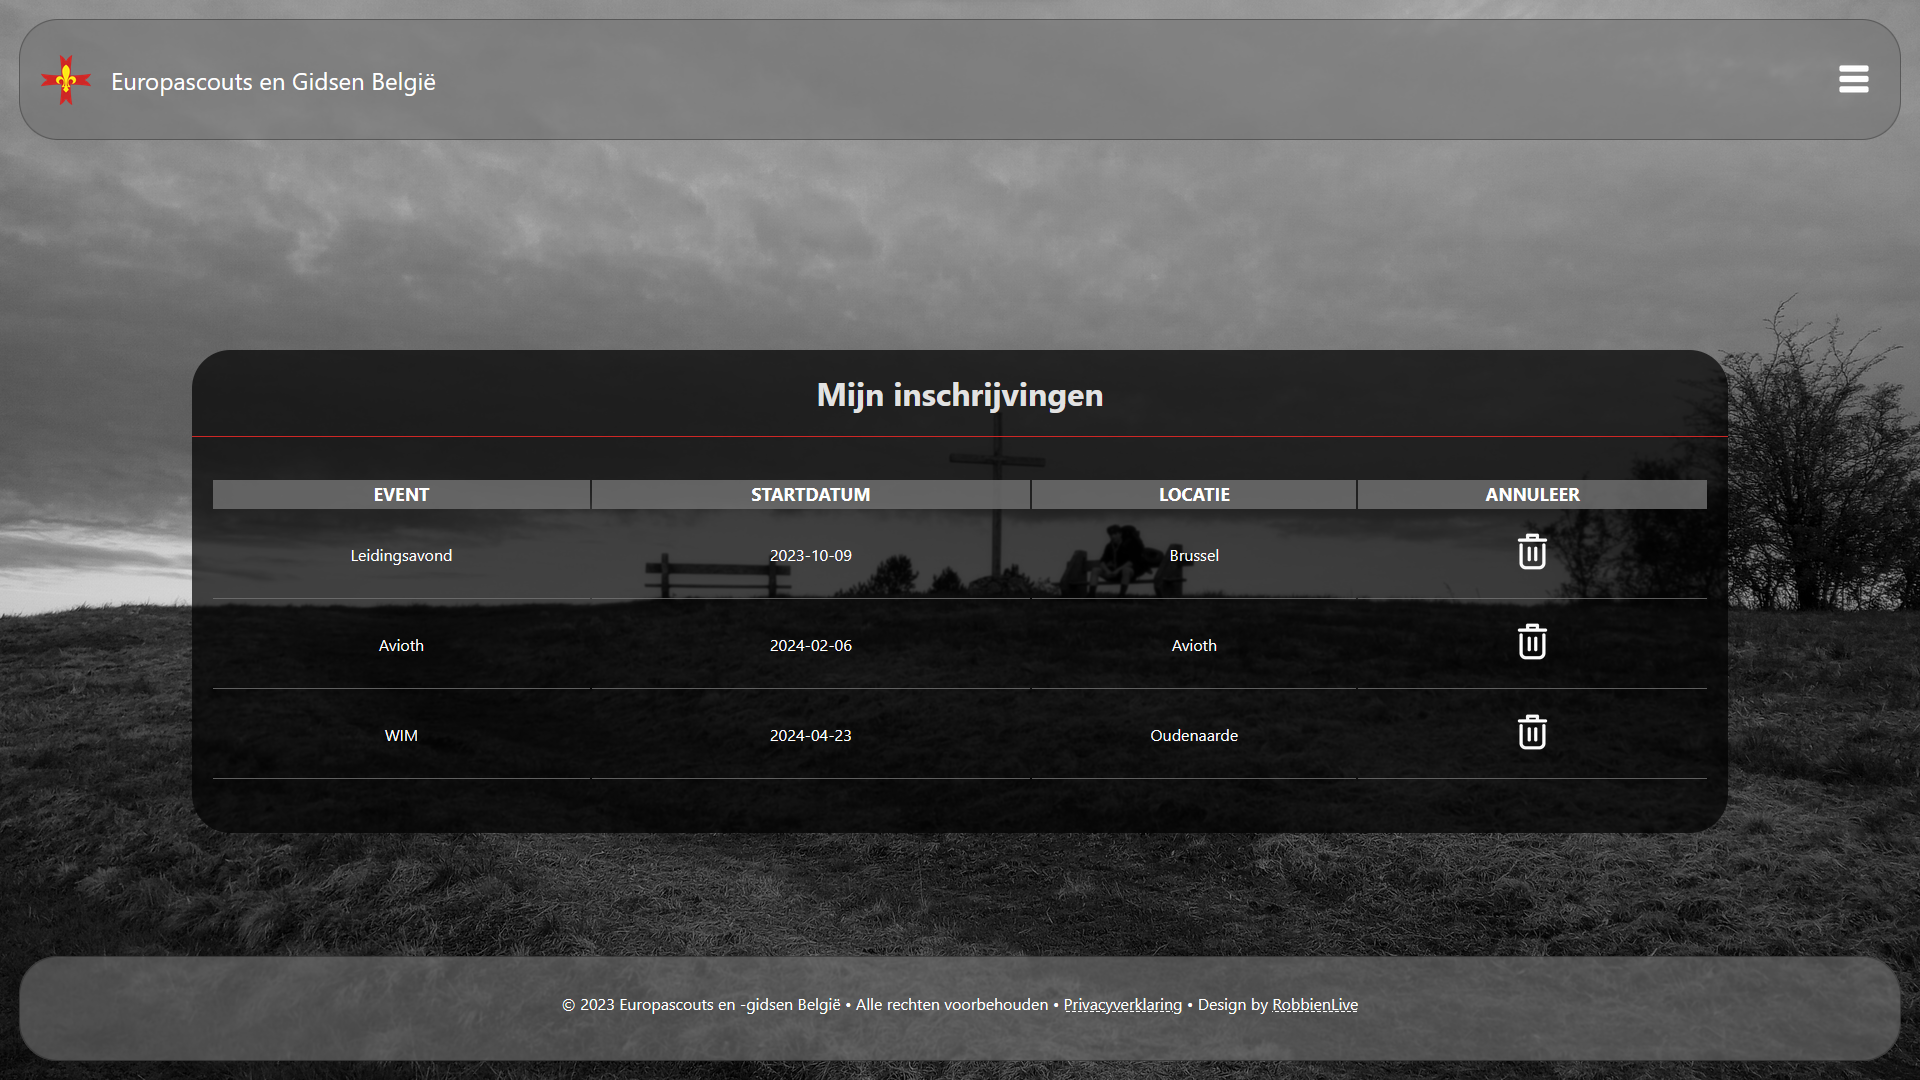 Europascouts en Gidsen België
Mijn inschrijvingen
EVENT STARTDATUM LOCATIE ANNULEER
Leidingsavond 2023-10-09 Brussel
Avioth 2024-02-06 Avioth
WIM 2024-04-23 Oudenaarde
© 2023 Europascouts en -gidsen België • Alle rechten voorbehouden • Privacyverklaring • Design by RobbienLive